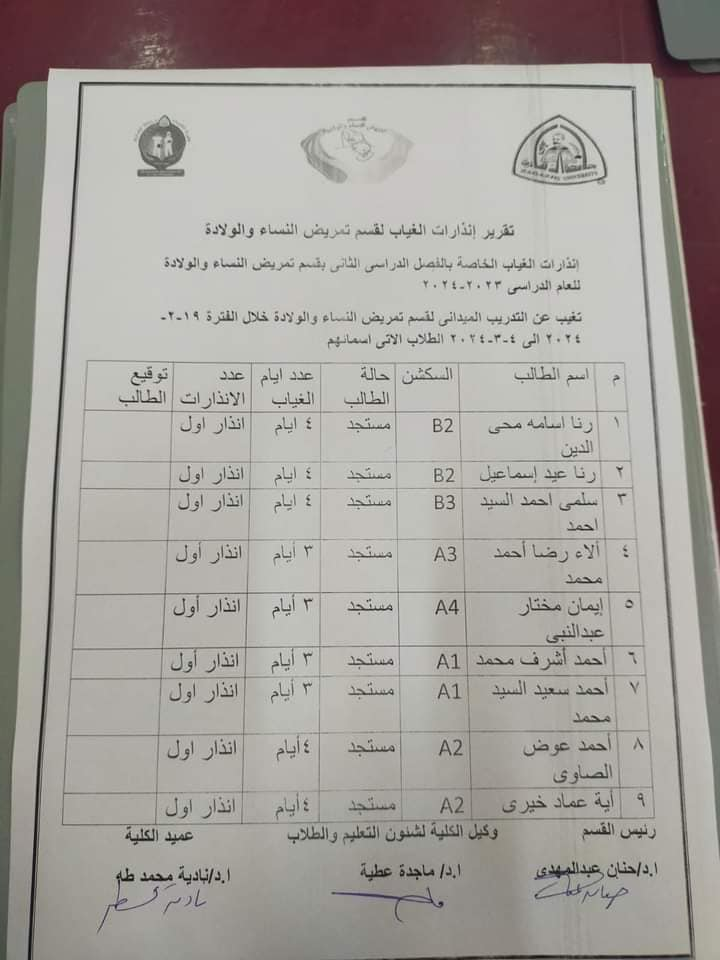 ZAGAZIG UNIVERSITY
تقرير إنذارات الغياب لقسم تمريض النساء والولادة
إنذارات الغياب الخاصة بالفصل الدراسى الثانى بقسم تمريض النساء والولادة
للعام الدراسى ٢٠٢٣-٢٠٢٤
تغيب عن التدريب الميدانى لقسم تمريض النساء والولادة خلال الفترة ١٩-٢-
٢٠٢٤ الى ٤-٣-٢٠٢٤ الطلاب الاتى اسمائهم
م اسم الطالب السكشن حالة الطالب عدد ايام الغياب عدد الانذارات توقيع الطالب
١ رنا اسامه محى الدين B2 مستجد ٤ ايام انذار اول
٢ رنا عيد إسماعيل B2 مستجد ٤ ايام انذار اول
٣ سلمى احمد السيد احمد B3 مستجد ٤ ايام انذار اول
٤ ألاء رضا أحمد محمد A3 مستجد ٣ أيام انذار أول
٥ إيمان مختار عبدالنبى A4 مستجد ٣ أيام انذار أول
٦ أحمد أشرف محمد A1 مستجد ٣ أيام انذار أول
٧ أحمد سعيد السيد محمد A1 مستجد ٣ أيام انذار اول
٨ أحمد عوض الصاوى A2 مستجد ٤أيام انذار اول
٩ أية عماد خيرى A2 مستجد ٤أيام انذار اول
رئيس القسم وكيل الكلية لشئون التعليم والطلاب عميد الكلية
ا.د/حنان عبدالمهدى ا.د/ ماجدة عطية ا.د/نادية محمد طه